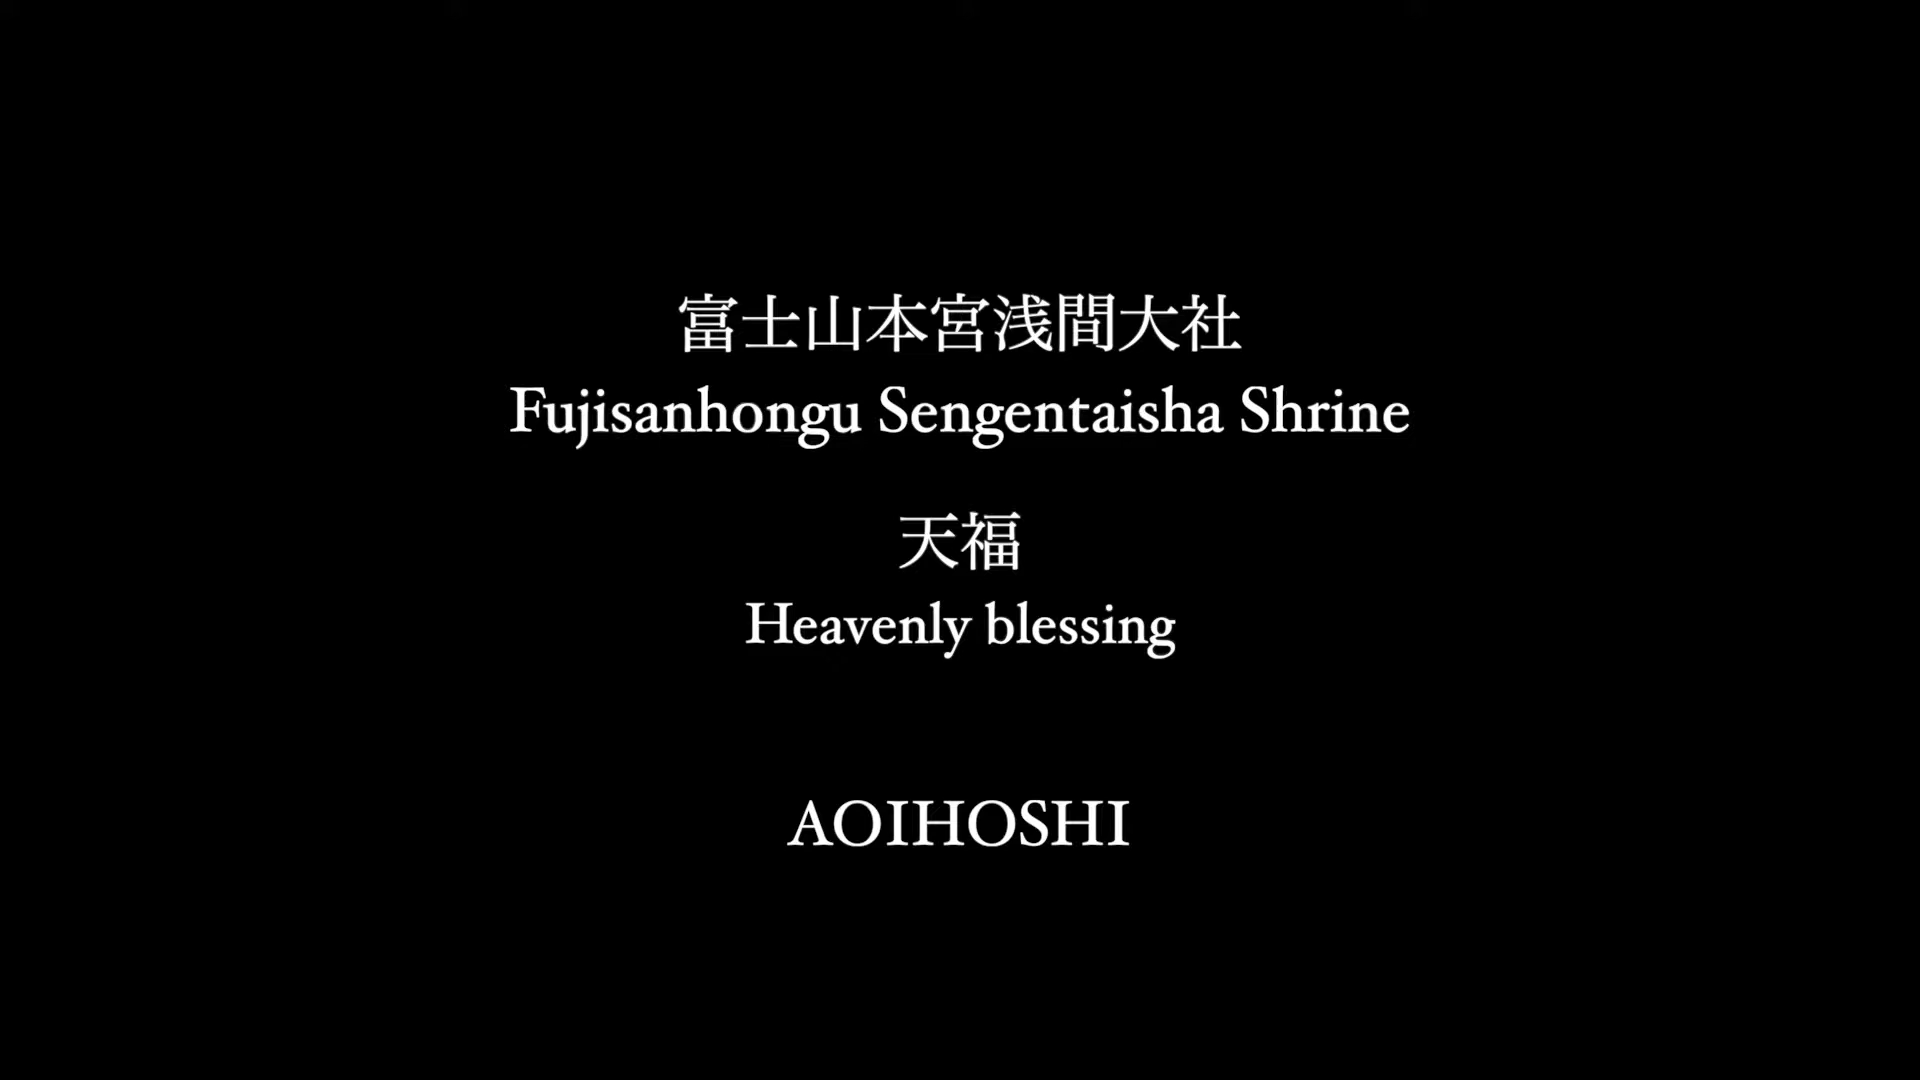 富士山本宮浅間大社
Fujisanhongu Sengentaisha Shrine
天福
Heavenly blessing
AOIHOSHI